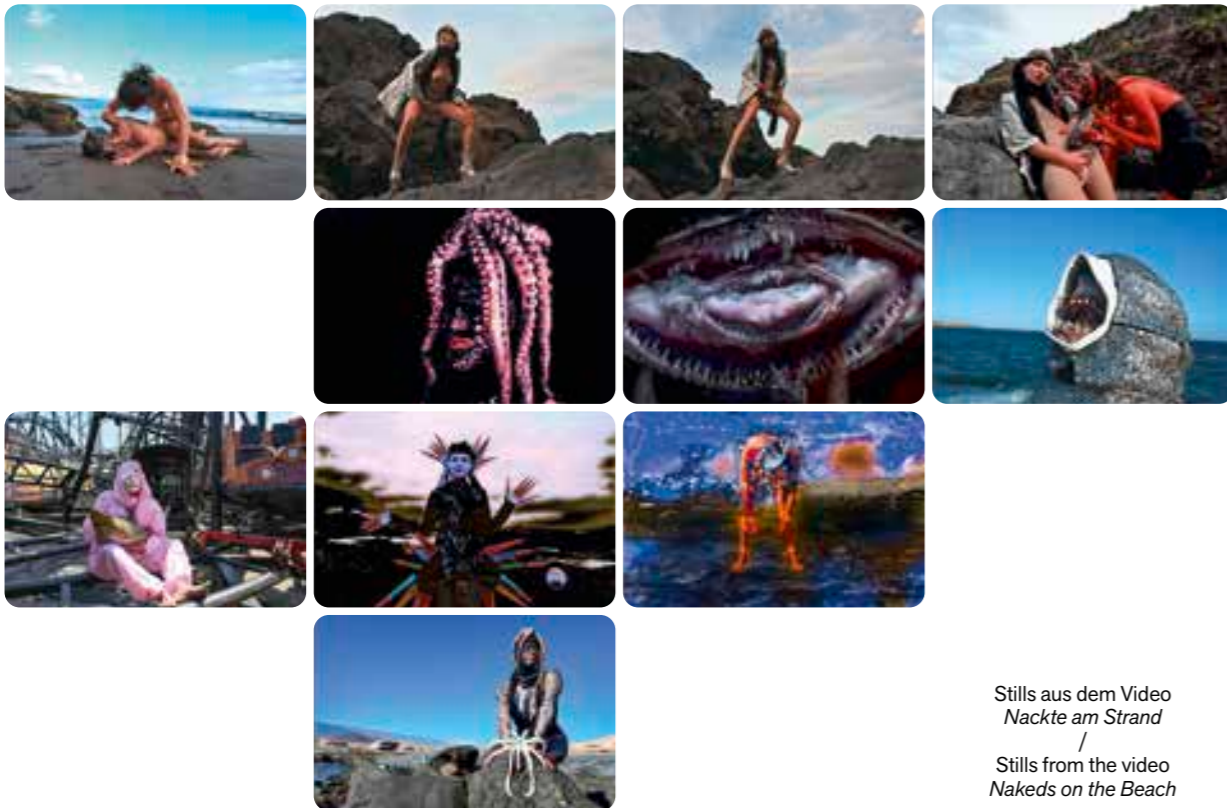 Stills aus dem Video
Nackte am Strand
/
Stills from the video
Nakeds on the Beach